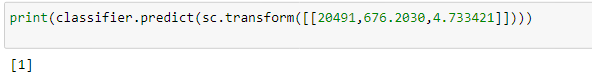 print(classifier.predict(sc.transform([[20491,676.2030,4.733421]])))
[1]